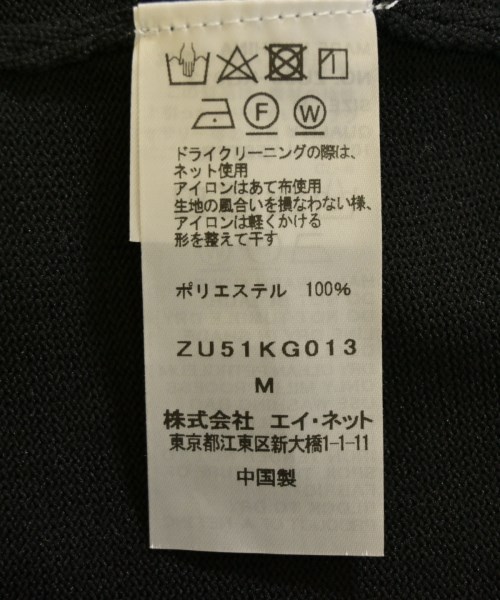 F
W
ドライクリーニングの際は、
ネット使用
アイロンはあて布使用
生地の風合いを損なわない様、
アイロンは軽くかける
形を整えて干す
ポリエステル 100%
ZU51KG013
M
株式会社 エイ・ネット
東京都江東区新大橋1-1-11
中国製